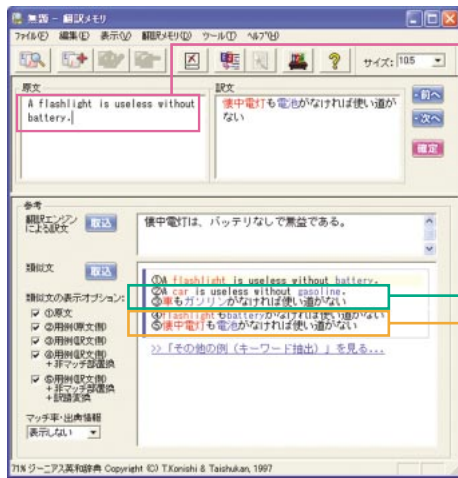 無題 - 翻訳メモリ
ファイル(F) 編集(E) 表示(V) 翻訳メモリ(D) ツール(T) ヘルプ(H)
サイズ: 10.5
原文
A flashlight is useless without
battery.
訳文
懐中電灯も電池がなければ使い道が
ない
前へ
次へ
確定
参考
翻訳エンジン
による訳文
取込
懐中電灯は、バッテリなしで無益である。
類似文
取込
類似文の表示オプション:
①原文
②用例(原文側)
③用例(訳文側)
④用例(訳文側)
+非マッチ部置換
⑤用例(訳文側)
+非マッチ部置換
+訳語変換
①A flashlight is useless without battery.
②A car is useless without gasoline.
③車もガソリンがなければ使い道がない
④flashlightもbatteryがなければ使い道がない
⑤懐中電灯も電池がなければ使い道がない
>> 「その他の例(キーワード抽出)」を見る...
マッチ率・出典情報
表示しない
71% ジーニアス英和辞典 Copyright (C) T.Konishi & Taishukan, 1997